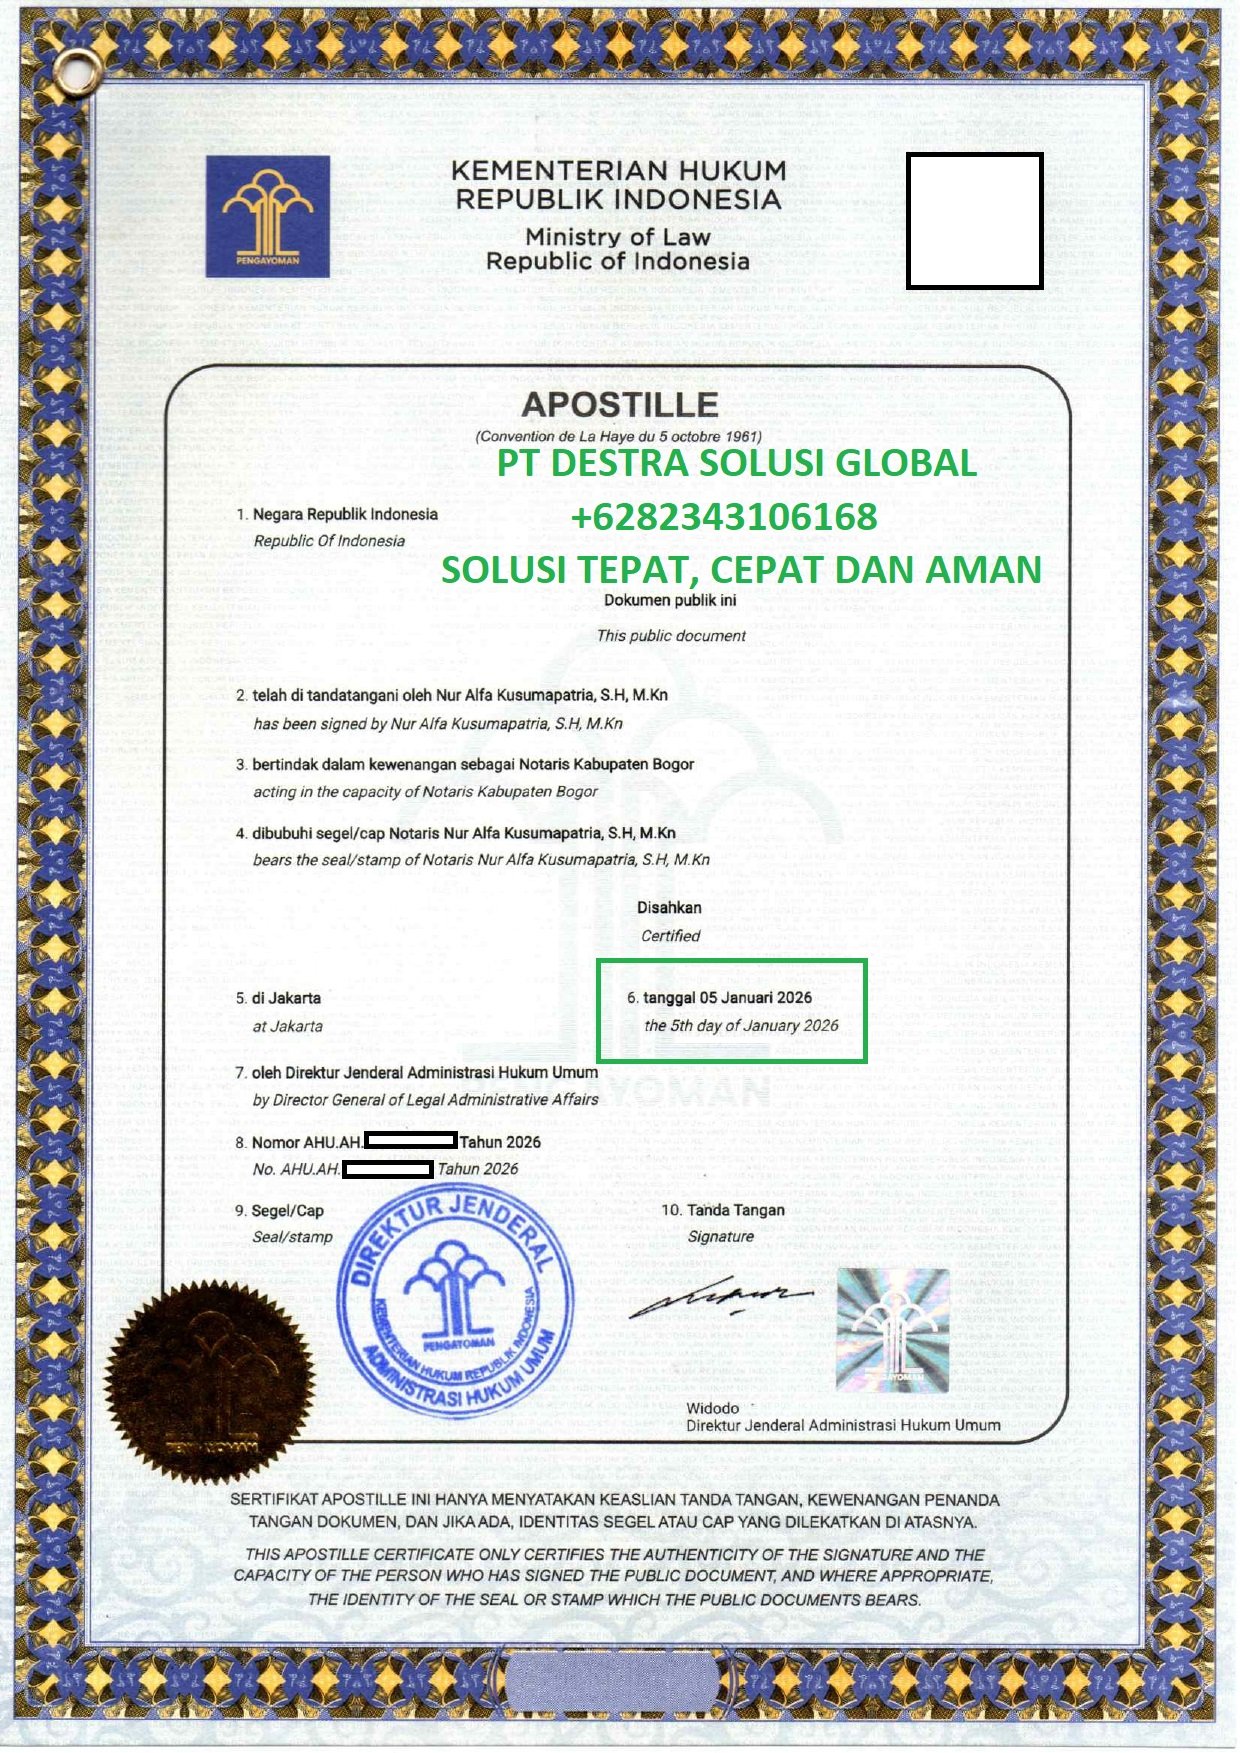 KEMENTERIAN HUKUM
REPUBLIK INDONESIA
Ministry of Law
Republic of Indonesia
PENGAYOMAN
APOSTILLE
(Convention de La Haye du 5 octobre 1961)
PT DESTRA SOLUSI GLOBAL
1. Negara Republik Indonesia
+6282343106168
Republic Of Indonesia
SOLUSI TEPAT, CEPAT DAN AMAN
Dokumen publik ini
This public document
2. telah di tandatangani oleh Nur Alfa Kusumapatria, S.H, M.Kn
has been signed by Nur Alfa Kusumapatria, S.H, M.Kn
3. bertindak dalam kewenangan sebagai Notaris Kabupaten Bogor
acting in the capacity of Notaris Kabupaten Bogor
4. dibubuhi segel/cap Notaris Nur Alfa Kusumapatria, S.H, M.Kn
bears the seal/stamp of Notaris Nur Alfa Kusumapatria, S.H, M.Kn
Disahkan
Certified
5. di Jakarta
at Jakarta
6. tanggal 05 Januari 2026
the 5th day of January 2026
7. oleh Direktur Jenderal Administrasi Hukum Umum
by Director General of Legal Administrative Affairs
PENGAYOMAN
8. Nomor AHU.AH. Tahun 2026
No. AHU.AH. Tahun 2026
9. Segel/Cap
Seal/stamp
10. Tanda Tangan
Signature
DIREKTUR JENDERAL
ADMINISTRASI HUKUM UMUM
KEMENTERIAN HUKUM REPUBLIK INDONESIA
PENGAYOMAN
PENGAYOMAN
PENGAYOMAN
Widodo
Direktur Jenderal Administrasi Hukum Umum
SERTIFIKAT APOSTILLE INI HANYA MENYATAKAN KEASLIAN TANDA TANGAN, KEWENANGAN PENANDA
TANGAN DOKUMEN, DAN JIKA ADA, IDENTITAS SEGEL ATAU CAP YANG DILEKATKAN DI ATASNYA.
THIS APOSTILLE CERTIFICATE ONLY CERTIFIES THE AUTHENTICITY OF THE SIGNATURE AND THE
CAPACITY OF THE PERSON WHO HAS SIGNED THE PUBLIC DOCUMENT, AND WHERE APPROPRIATE,
THE IDENTITY OF THE SEAL OR STAMP WHICH THE PUBLIC DOCUMENTS BEARS.